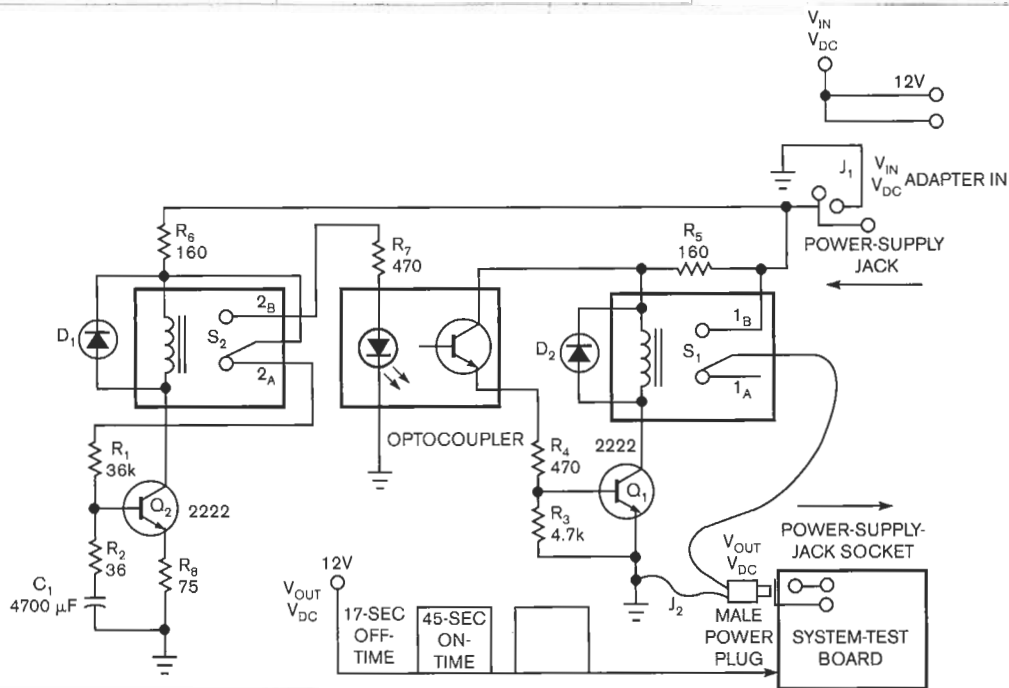 V_IN
V_DC
12V
J_1
V_IN
V_DC ADAPTER IN
POWER-SUPPLY
JACK
R_6
160
R_7
470
R_5
160
D_1
S_2
2_B
2_A
D_2
S_1
1_B
1_A
OPTOCOUPLER
R_1
36k
Q_2
2222
R_4
470
2222
Q_1
R_3
4.7k
R_2
36
R_8
75
C_1
4700 μF
12V
V_OUT
V_DC
17-SEC
OFF-
TIME
45-SEC
ON-
TIME
J_2
V_OUT
V_DC
MALE
POWER
PLUG
POWER-SUPPLY-
JACK SOCKET
SYSTEM-TEST
BOARD